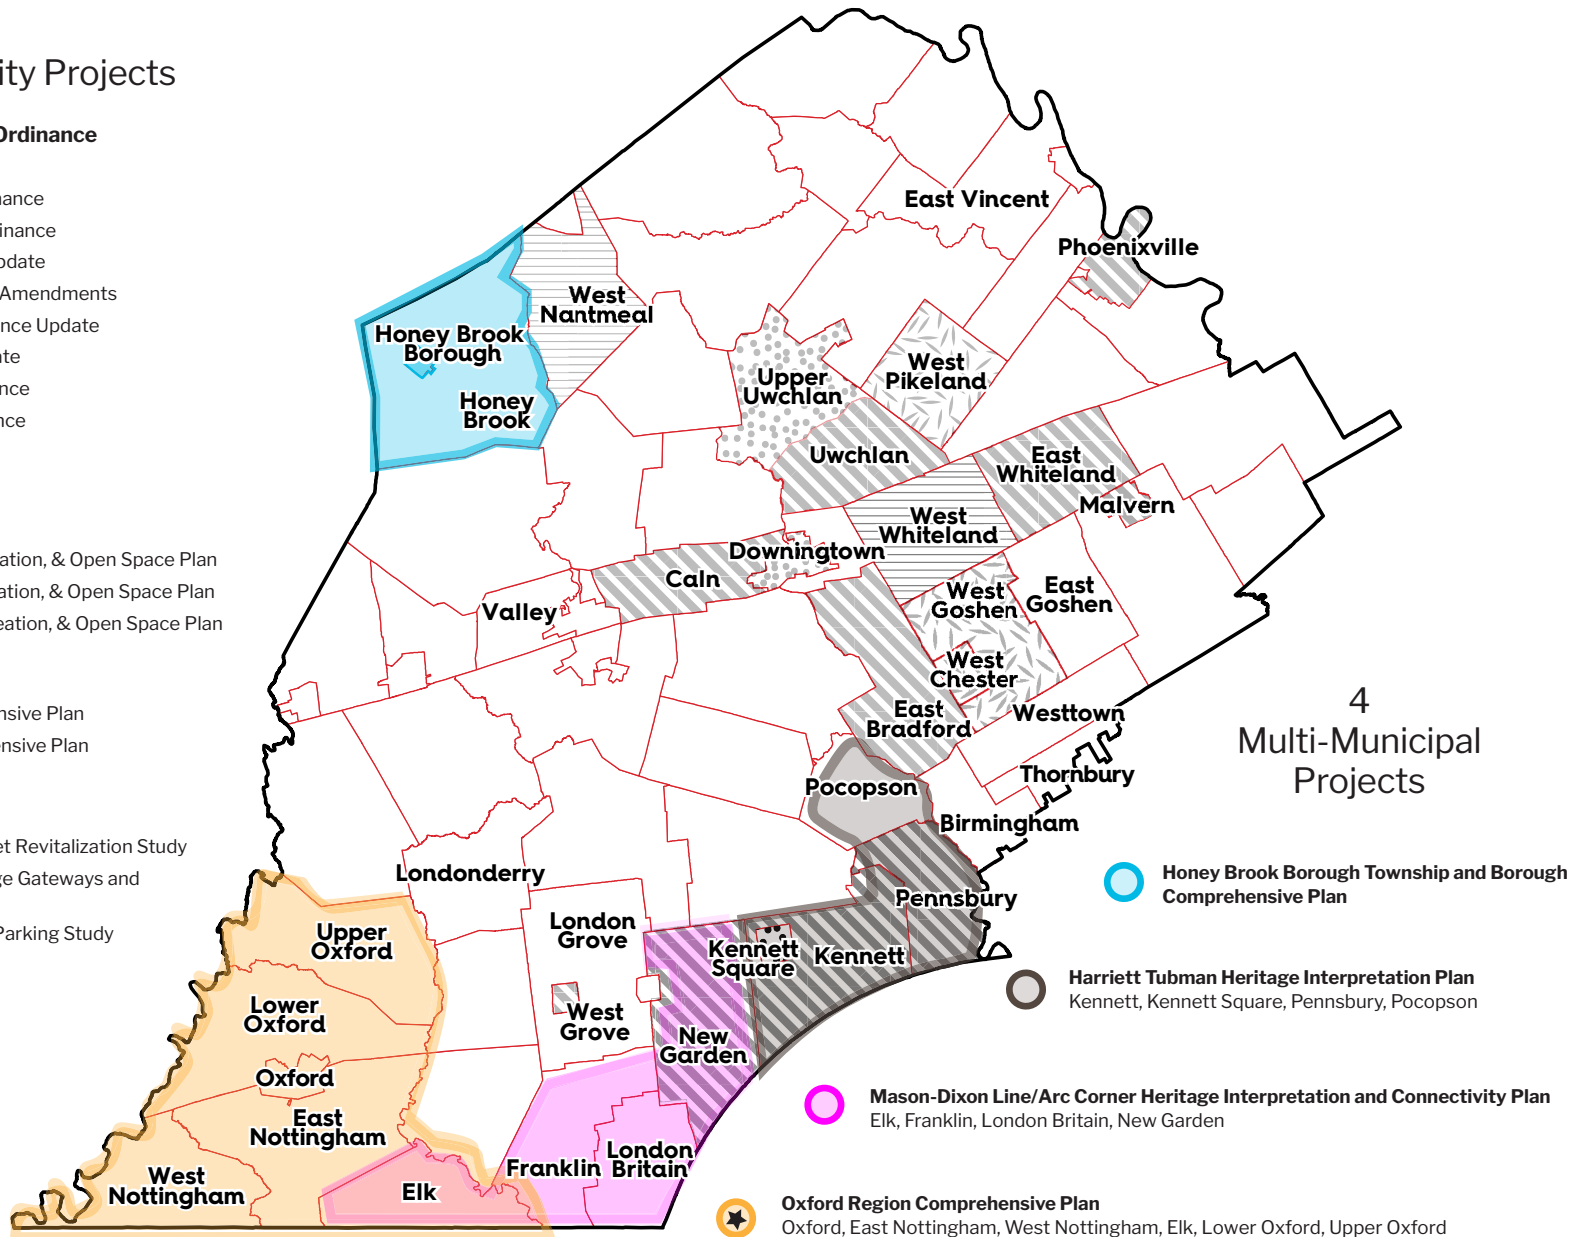 ity Projects
Ordinance
nance
inance
pdate
Amendments
nce Update
ate
nce
nce
ation, & Open Space Plan
ation, & Open Space Plan
eation, & Open Space Plan
nsive Plan
ensive Plan
et Revitalization Study
ge Gateways and
Parking Study
East Vincent
Phoenixville
West
Nantmeal
Honey Brook
Borough
Honey
Brook
Upper
Uwchlan
West
Pikeland
Uwchlan
East
Whiteland
Malvern
West
Whiteland
Downingtown
Caln
Valley
West
Goshen
East
Goshen
West
Chester
East
Bradford
Westtown
Thornbury
Pocopson
Birmingham
Londonderry
Pennsbury
London
Grove
Kennett
Square
Kennett
Upper
Oxford
Lower
Oxford
West
Grove
New
Garden
Oxford
East
Nottingham
West
Nottingham
Elk
Franklin
London
Britain
4
Multi-Municipal
Projects
Honey Brook Borough Township and Borough
Comprehensive Plan
Harriett Tubman Heritage Interpretation Plan
Kennett, Kennett Square, Pennsbury, Pocopson
Mason-Dixon Line/Arc Corner Heritage Interpretation and Connectivity Plan
Elk, Franklin, London Britain, New Garden
Oxford Region Comprehensive Plan
Oxford, East Nottingham, West Nottingham, Elk, Lower Oxford, Upper Oxford